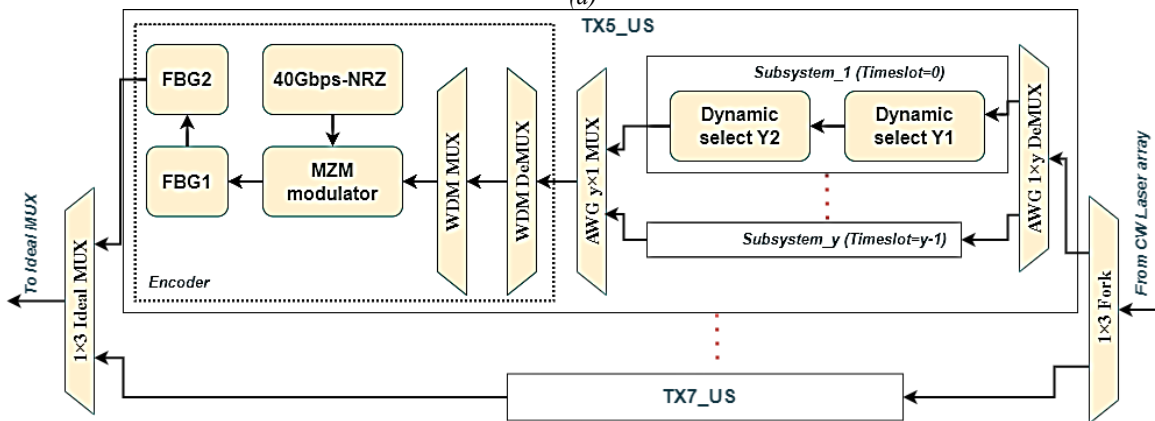 (a)
TX5_US
FBG2
40Gbps-NRZ
FBG1
MZM
modulator
Encoder
WDM MUX
WDM DeMUX
AWG y×1 MUX
Subsystem_1 (Timeslot=0)
Dynamic
select Y2
Dynamic
select Y1
Subsystem_y (Timeslot=y-1)
AWG 1×y DeMUX
To Ideal MUX
1×3 Ideal MUX
From CW Laser array
1×3 Fork
TX7_US